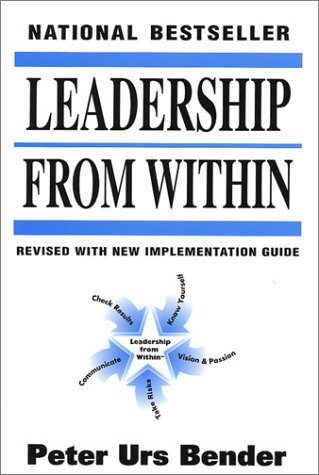 NATIONAL BESTSELLER
LEADERSHIP
FROM WITHIN
REVISED WITH NEW IMPLEMENTATION GUIDE
Check Results
Know Yourself
Leadership
from
Within™
Communicate
Vision & Passion
Take Risks
Peter Urs Bender